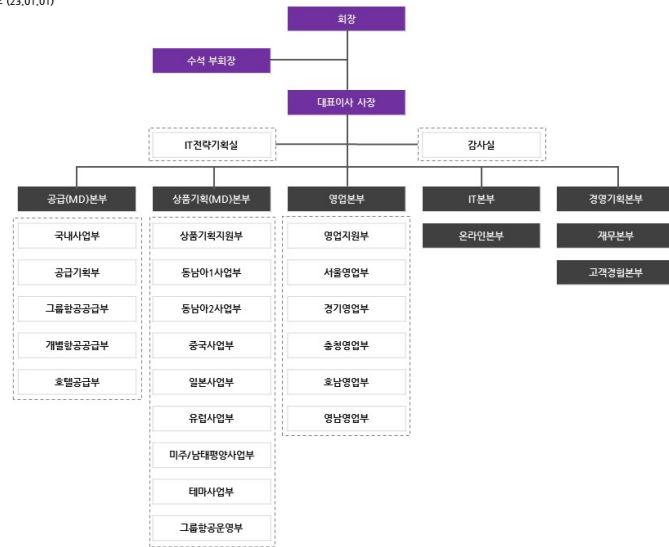 (23,01,01)
회장
수석 부회장
대표이사 사장
IT전략기획실
감사실
공급(MD)본부
상품기획(MD)본부
영업본부
IT본부
경영기획본부
국내사업부
상품기획지원부
영업지원부
온라인본부
재무본부
공급기획부
동남아1사업부
서울영업부
고객경험본부
그룹항공공급부
동남아2사업부
경기영업부
개별항공공급부
중국사업부
충청영업부
호텔공급부
일본사업부
호남영업부
유럽사업부
영남영업부
미주/남태평양사업부
테마사업부
그룹항공운영부